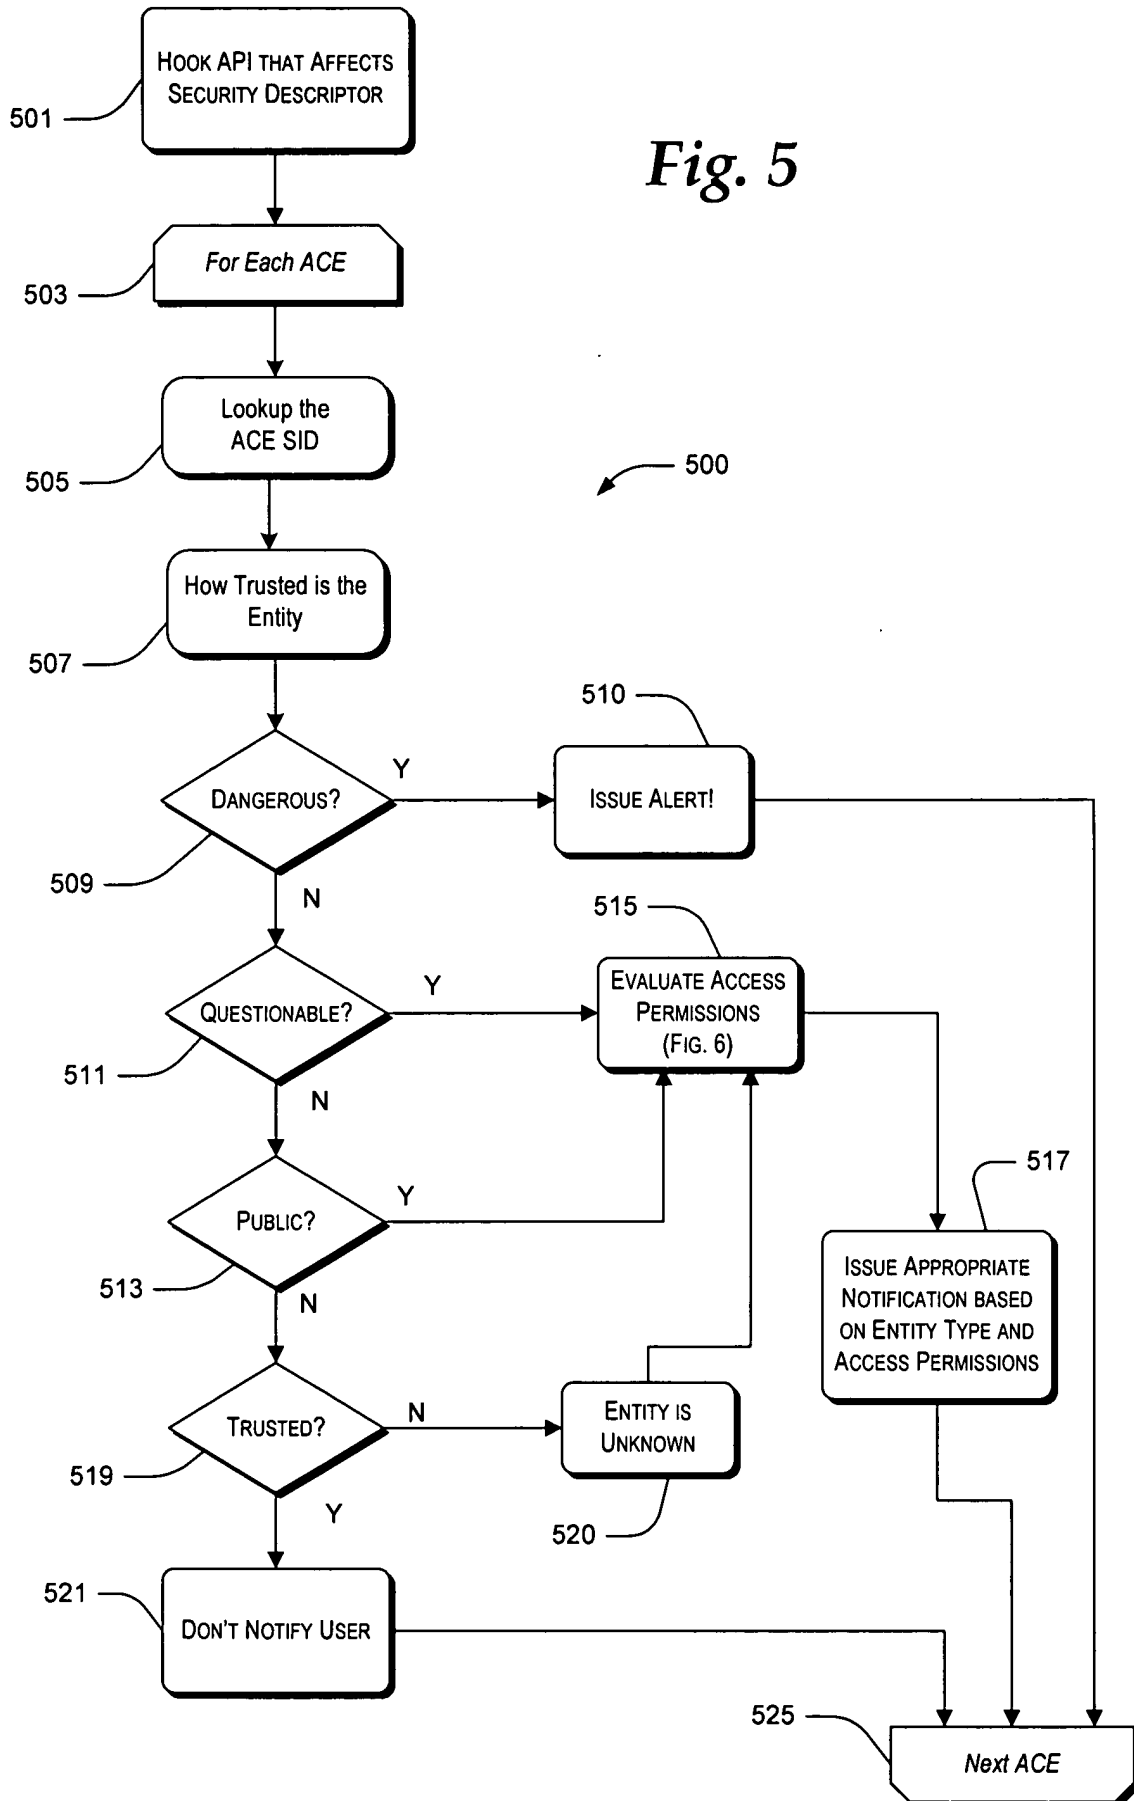 HOOK API THAT AFFECTS
SECURITY DESCRIPTOR
501
Fig. 5
For Each ACE
503
Lookup the
ACE SID
505
500
How Trusted is the
Entity
507
510
DANGEROUS?
Y
ISSUE ALERT!
509
N
515
QUESTIONABLE?
Y
EVALUATE ACCESS
PERMISSIONS
(FIG. 6)
511
N
517
PUBLIC?
Y
513
N
ISSUE APPROPRIATE
NOTIFICATION BASED
ON ENTITY TYPE AND
ACCESS PERMISSIONS
TRUSTED?
N
ENTITY IS
UNKNOWN
519
Y
520
521
DON'T NOTIFY USER
525
Next ACE